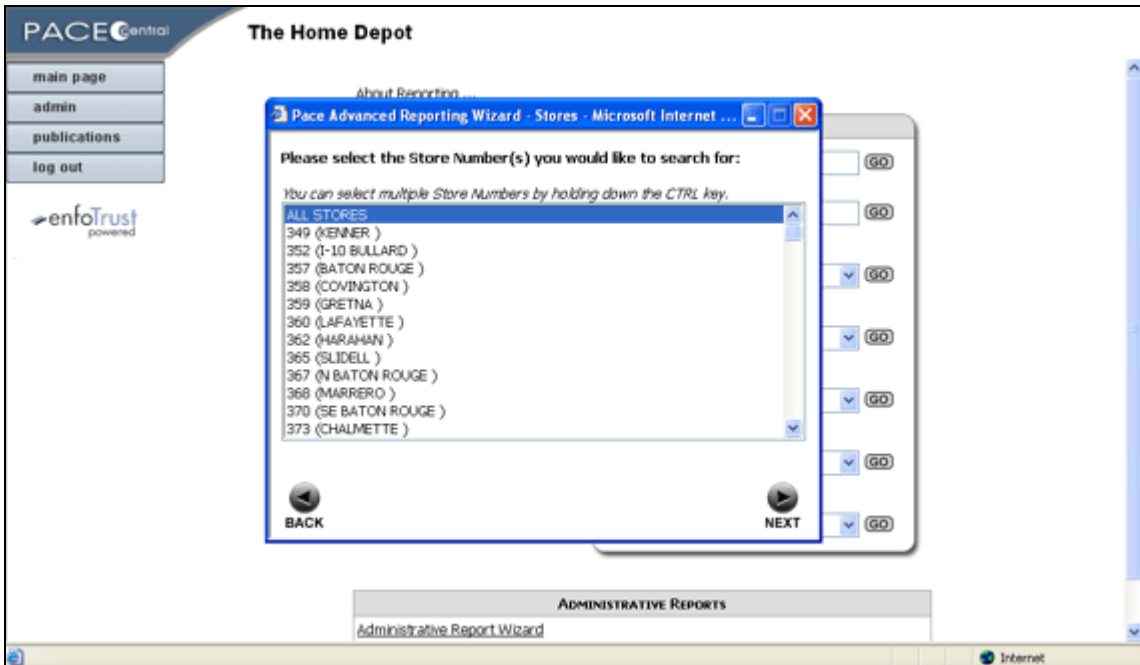 PACE Central
The Home Depot
main page
admin
publications
log out
enfoTrust
powered
About Reporting ...
Pace Advanced Reporting Wizard - Stores - Microsoft Internet ...
Please select the Store Number(s) you would like to search for:
You can select multiple Store Numbers by holding down the CTRL key.
ALL STORES
349 (KENNER )
352 (I-10 BULLARD )
357 (BATON ROUGE )
358 (COVINGTON )
359 (GRETNA )
360 (LAFAYETTE )
362 (HARAHAN )
365 (SLIDELL )
367 (N BATON ROUGE )
368 (MARRERO )
370 (SE BATON ROUGE )
373 (CHALMETTE )
BACK
NEXT
GO
GO
GO
GO
GO
GO
GO
ADMINISTRATIVE REPORTS
Administrative Report Wizard
Internet